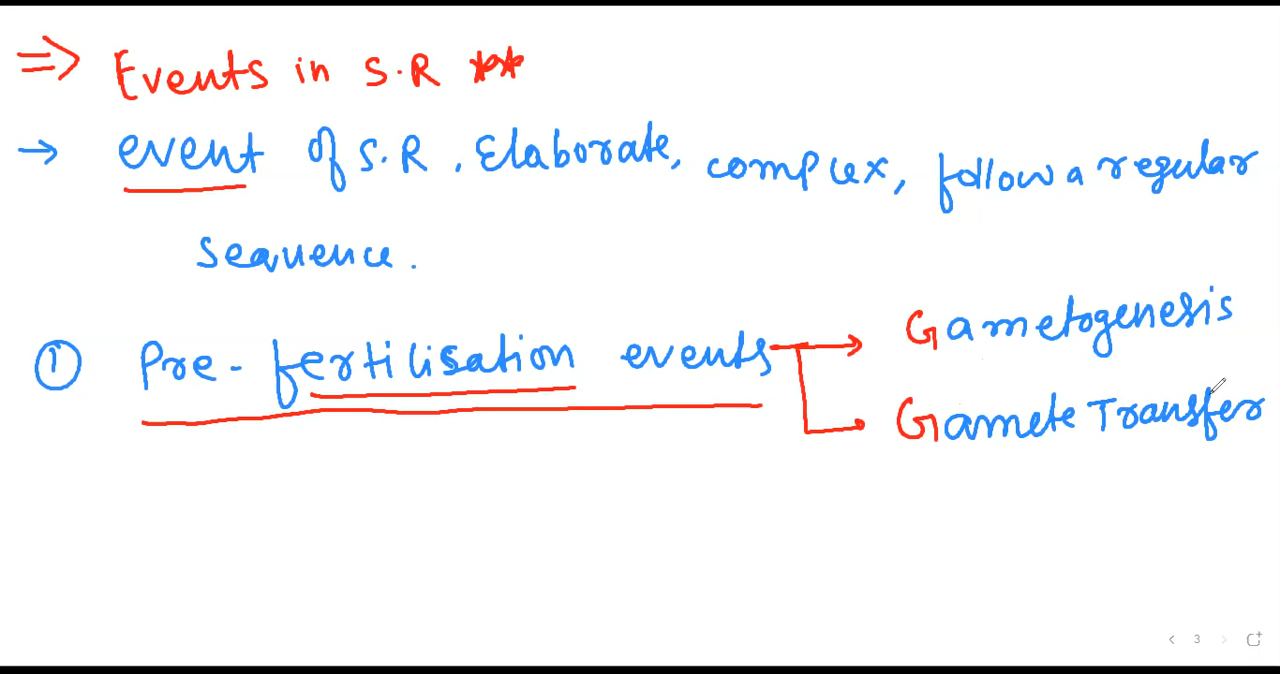 ⇒ Events in S.R **
→ event of S.R, Elaborate, complex, follow a regular
sequence.
① Pre-fertilisation events → Gametogenesis
→ Gamete Transfer
< 3 >